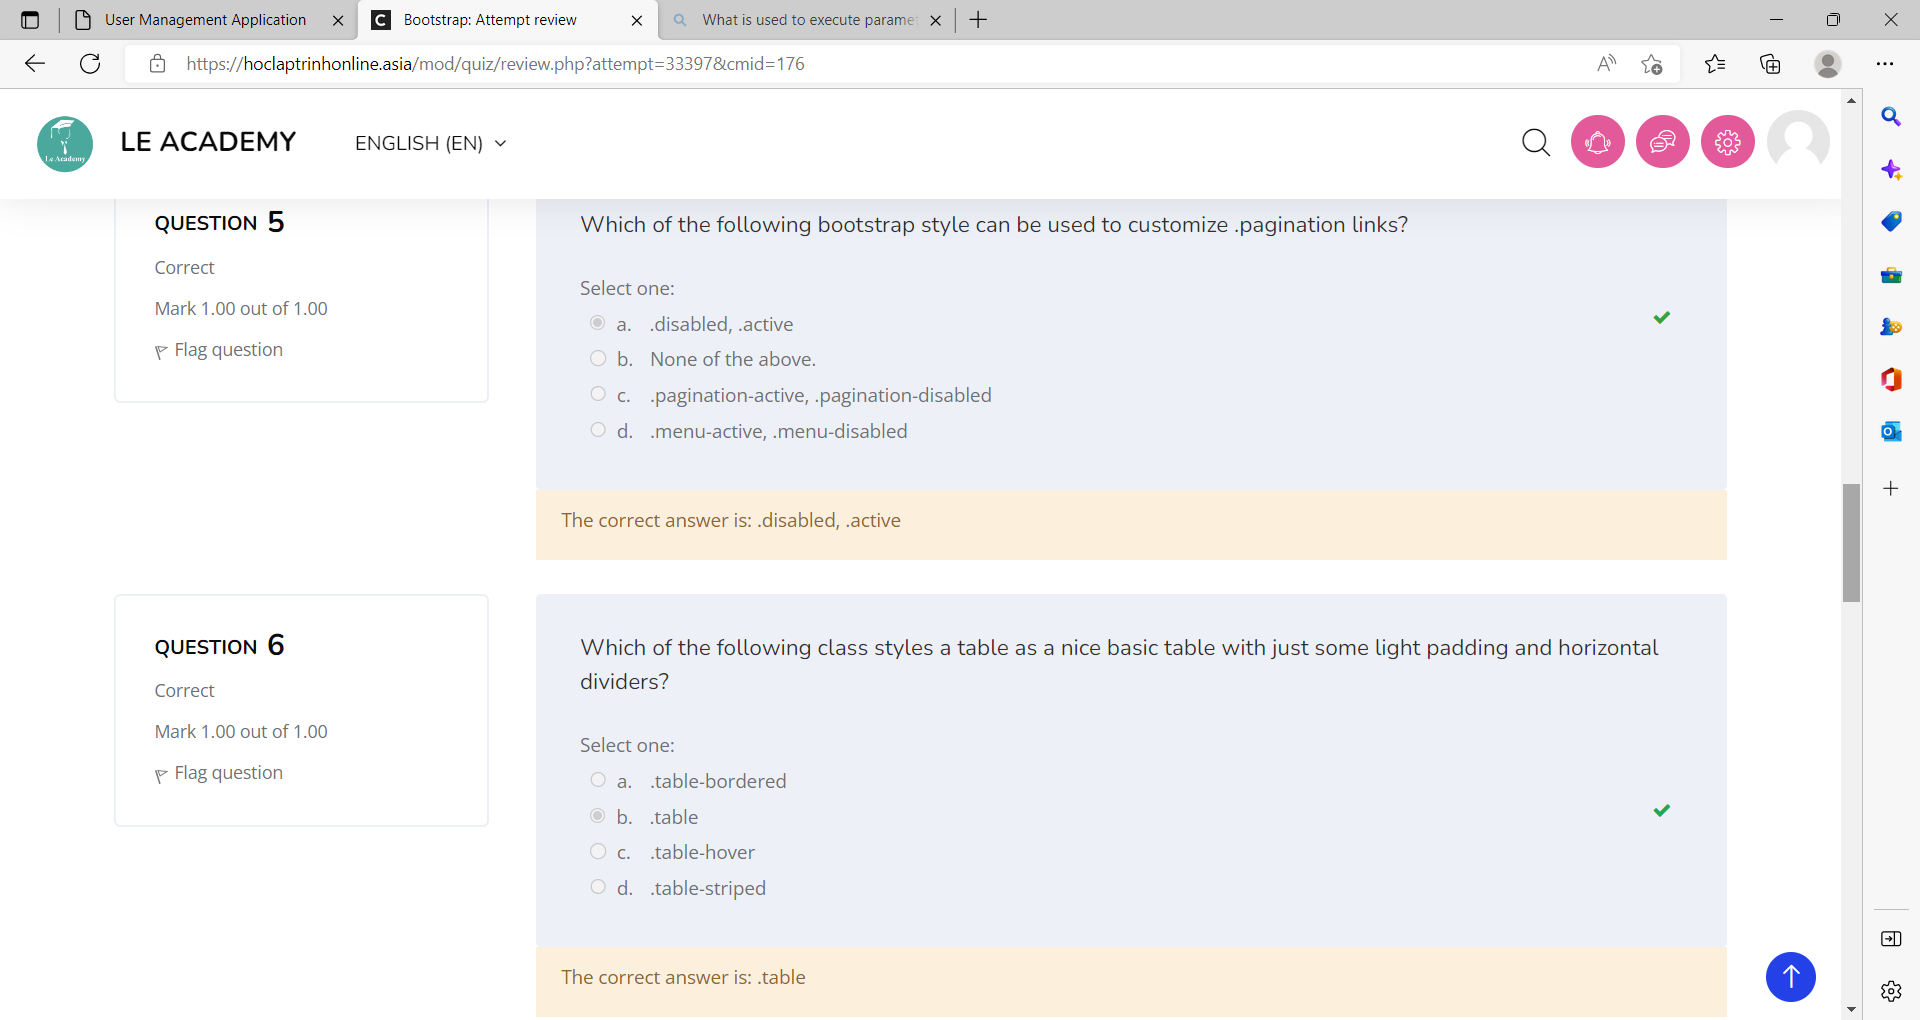 User Management Application
Bootstrap: Attempt review
What is used to execute parame
https://hoclaptrinhonline.asia/mod/quiz/review.php?attempt=33397&cmid=176
Le Academy
LE ACADEMY
ENGLISH (EN)
QUESTION 5
Correct
Mark 1.00 out of 1.00
Flag question
Which of the following bootstrap style can be used to customize .pagination links?
Select one:
a. .disabled, .active
b. None of the above.
c. .pagination-active, .pagination-disabled
d. .menu-active, .menu-disabled
The correct answer is: .disabled, .active
QUESTION 6
Correct
Mark 1.00 out of 1.00
Flag question
Which of the following class styles a table as a nice basic table with just some light padding and horizontal
dividers?
Select one:
a. .table-bordered
b. .table
c. .table-hover
d. .table-striped
The correct answer is: .table